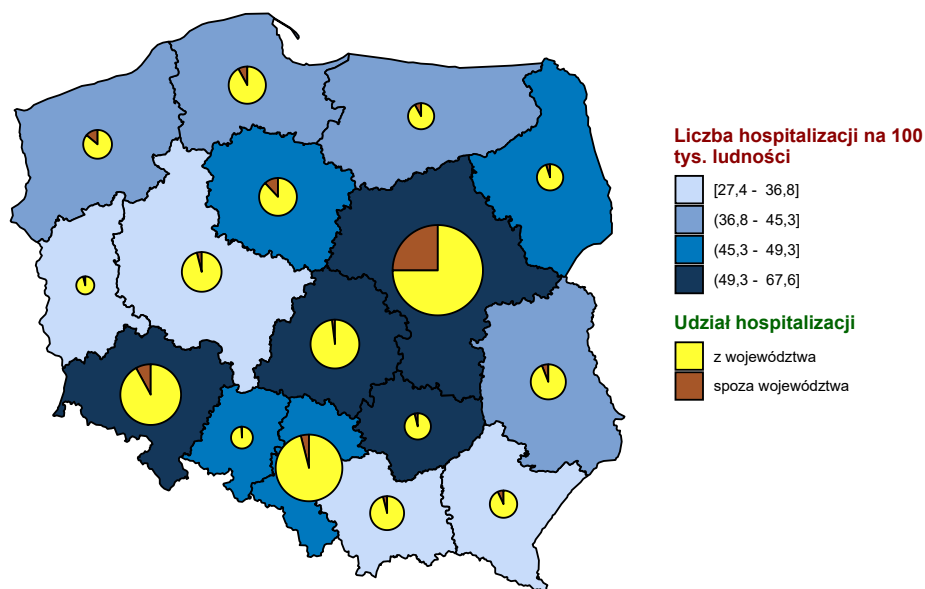 Liczba hospitalizacji na 100
tys. ludności
[27,4 - 36,8]
(36,8 - 45,3]
(45,3 - 49,3]
(49,3 - 67,6]
Udział hospitalizacji
z województwa
spoza województwa